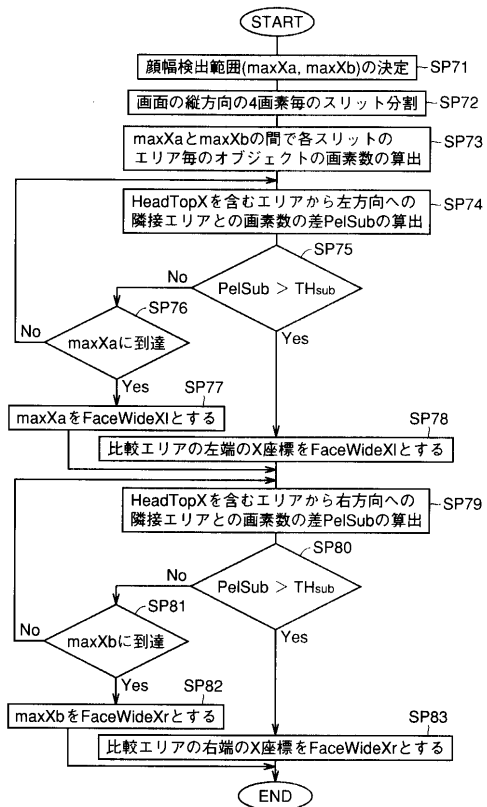 START
顔幅検出範囲(maxXa, maxXb)の決定
SP71
画面の縦方向の4画素毎のスリット分割
SP72
maxXaとmaxXbの間で各スリットの
エリア毎のオブジェクトの画素数の算出
SP73
HeadTopXを含むエリアから左方向への
隣接エリアとの画素数の差PelSubの算出
SP74
SP75
PelSub > THsub
No
Yes
SP76
maxXaに到達
No
Yes
SP77
maxXaをFaceWideXlとする
SP78
比較エリアの左端のX座標をFaceWideXlとする
HeadTopXを含むエリアから右方向への
隣接エリアとの画素数の差PelSubの算出
SP79
SP80
PelSub > THsub
No
Yes
SP81
maxXbに到達
No
Yes
SP82
maxXbをFaceWideXrとする
SP83
比較エリアの右端のX座標をFaceWideXrとする
END